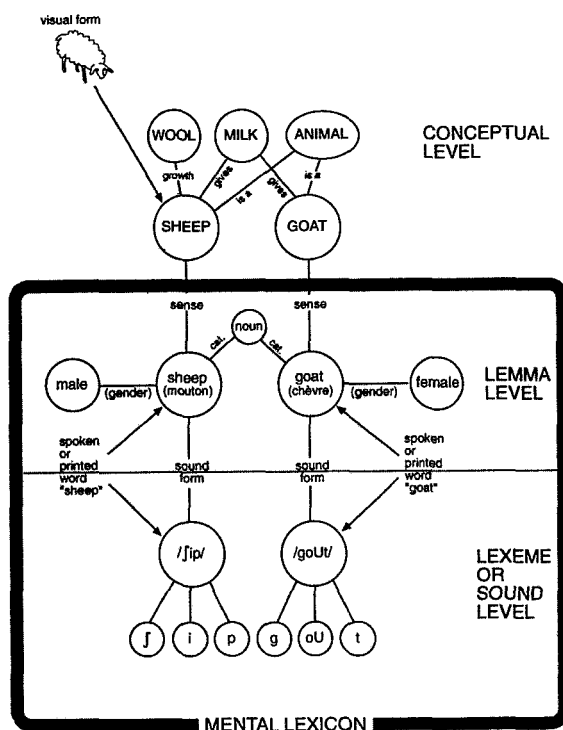 visual form
WOOL MILK ANIMAL
CONCEPTUAL
LEVEL
growth gives is a gives is a
SHEEP GOAT
sense sense
noun
cat. cat.
male (gender) sheep
(mouton)
goat
(chèvre) (gender) female
LEMMA
LEVEL
spoken
or
printed
word
"sheep"
sound
form
sound
form
spoken
or
printed
word
"goat"
/ʃip/ /goUt/
LEXEME
OR
SOUND
LEVEL
ʃ i p g oU t
MENTAL LEXICON